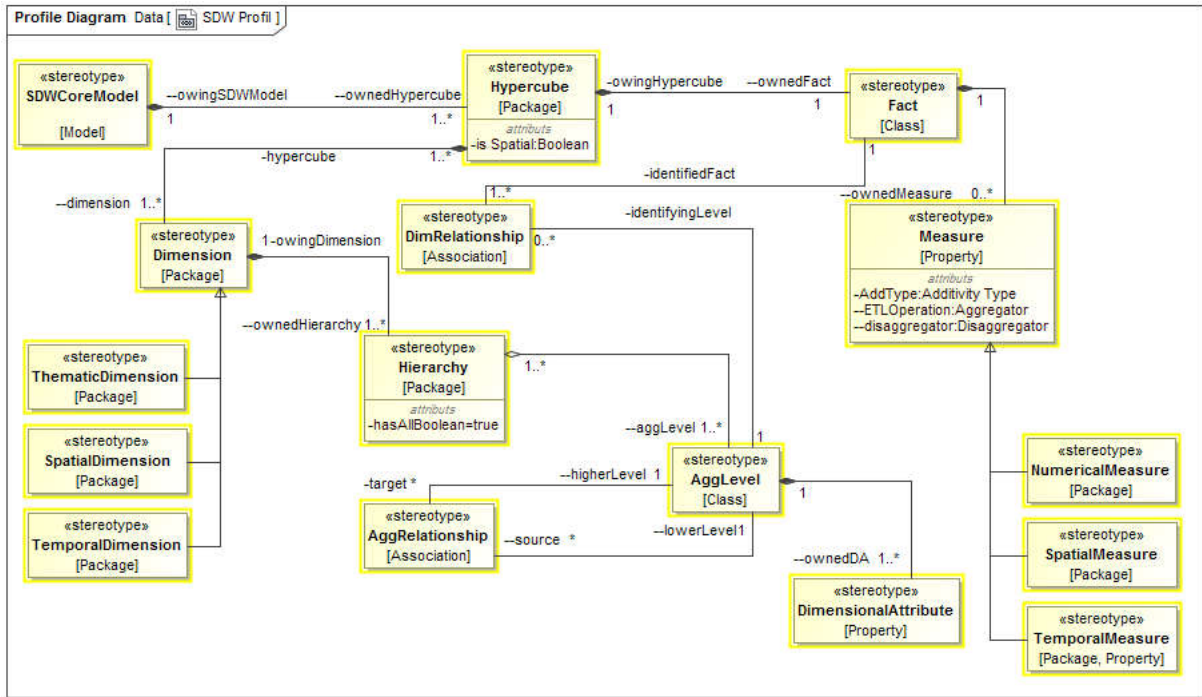 Profile Diagram Data [ SDW Profil ]
«stereotype»
SDWCoreModel
[Model]
--owingSDWModel
1
--ownedHypercube
1..*
«stereotype»
Hypercube
[Package]
attributs
-is Spatial:Boolean
-owingHypercube
1
--ownedFact
1
«stereotype»
Fact
[Class]
1
1
-hypercube
1..*
--dimension 1..*
-identifiedFact
1..*
--ownedMeasure 0..*
«stereotype»
Dimension
[Package]
1-owingDimension
«stereotype»
DimRelationship
[Association]
-identifyingLevel
0..*
«stereotype»
Measure
[Property]
attributs
-AddType:Additivity Type
--ETLOperation:Aggregator
--disaggregator:Disaggregator
--ownedHierarchy 1..*
«stereotype»
Hierarchy
[Package]
attributs
-hasAllBoolean=true
1..*
«stereotype»
ThematicDimension
[Package]
«stereotype»
SpatialDimension
[Package]
«stereotype»
TemporalDimension
[Package]
--aggLevel 1..*
1
«stereotype»
AggLevel
[Class]
1
--higherLevel 1
-target *
«stereotype»
AggRelationship
[Association]
--source *
--lowerLevel1
--ownedDA 1..*
«stereotype»
DimensionalAttribute
[Property]
«stereotype»
NumericalMeasure
[Package]
«stereotype»
SpatialMeasure
[Package]
«stereotype»
TemporalMeasure
[Package, Property]